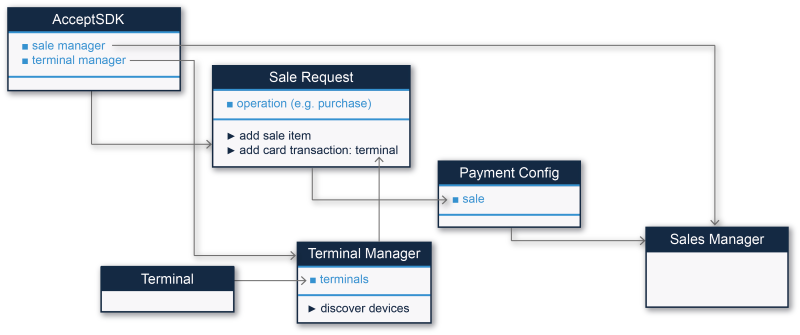 AcceptSDK
■ sale manager
■ terminal manager
Sale Request
■ operation (e.g. purchase)
► add sale item
► add card transaction: terminal
Payment Config
■ sale
Sales Manager
Terminal Manager
■ terminals
► discover devices
Terminal